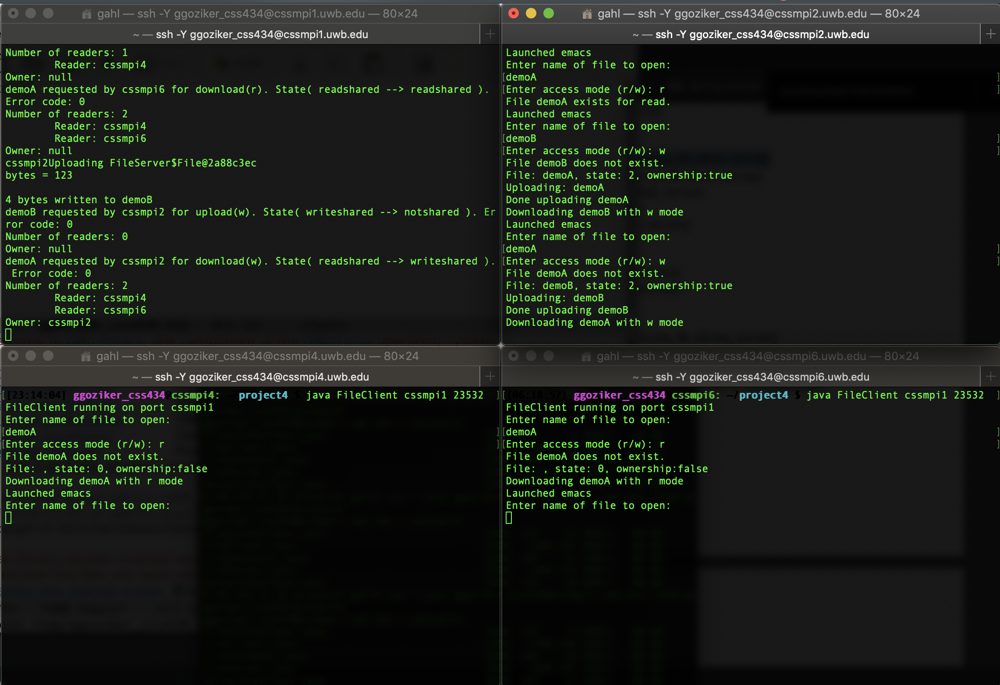 gahl — ssh -Y ggoziker_css434@cssmpi1.uwb.edu — 80×24
~ — ssh -Y ggoziker_css434@cssmpi1.uwb.edu
Number of readers: 1
Reader: cssmpi4
Owner: null
demoA requested by cssmpi6 for download(r). State( readshared --> readshared ).
Error code: 0
Number of readers: 2
Reader: cssmpi4
Reader: cssmpi6
Owner: null
cssmpi2Uploading FileServer$File@2a88c3ec
bytes = 123
4 bytes written to demoB
demoB requested by cssmpi2 for upload(w). State( writeshared --> notshared ). Er
ror code: 0
Number of readers: 0
Owner: null
demoA requested by cssmpi2 for download(w). State( readshared --> writeshared ).
Error code: 0
Number of readers: 2
Reader: cssmpi4
Reader: cssmpi6
Owner: cssmpi2
gahl — ssh -Y ggoziker_css434@cssmpi2.uwb.edu — 80×24
~ — ssh -Y ggoziker_css434@cssmpi2.uwb.edu
Launched emacs
Enter name of file to open:
[demoA ]
[Enter access mode (r/w): r ]
File demoA exists for read.
Launched emacs
Enter name of file to open:
[demoB ]
[Enter access mode (r/w): w ]
File demoB does not exist.
File: demoA, state: 2, ownership:true
Uploading: demoA
Done uploading demoA
Downloading demoB with w mode
Launched emacs
Enter name of file to open:
[demoA ]
[Enter access mode (r/w): w ]
File demoA does not exist.
File: demoB, state: 2, ownership:true
Uploading: demoB
Done uploading demoB
Downloading demoA with w mode
gahl — ssh -Y ggoziker_css434@cssmpi4.uwb.edu — 80×24
~ — ssh -Y ggoziker_css434@cssmpi4.uwb.edu
[[23:14:04] ggoziker_css434@cssmpi4: ~/project4 $ java FileClient cssmpi1 23532 ]
FileClient running on port cssmpi1
Enter name of file to open:
[demoA ]
[Enter access mode (r/w): r ]
File demoA does not exist.
File: , state: 0, ownership:false
Downloading demoA with r mode
Launched emacs
Enter name of file to open:
gahl — ssh -Y ggoziker_css434@cssmpi6.uwb.edu — 80×24
~ — ssh -Y ggoziker_css434@cssmpi6.uwb.edu
[[06:18:57] ggoziker_css434 cssmpi6: ~/project4 $ java FileClient cssmpi1 23532 ]
FileClient running on port cssmpi1
Enter name of file to open:
[demoA ]
[Enter access mode (r/w): r ]
File demoA does not exist.
File: , state: 0, ownership:false
Downloading demoA with r mode
Launched emacs
Enter name of file to open: